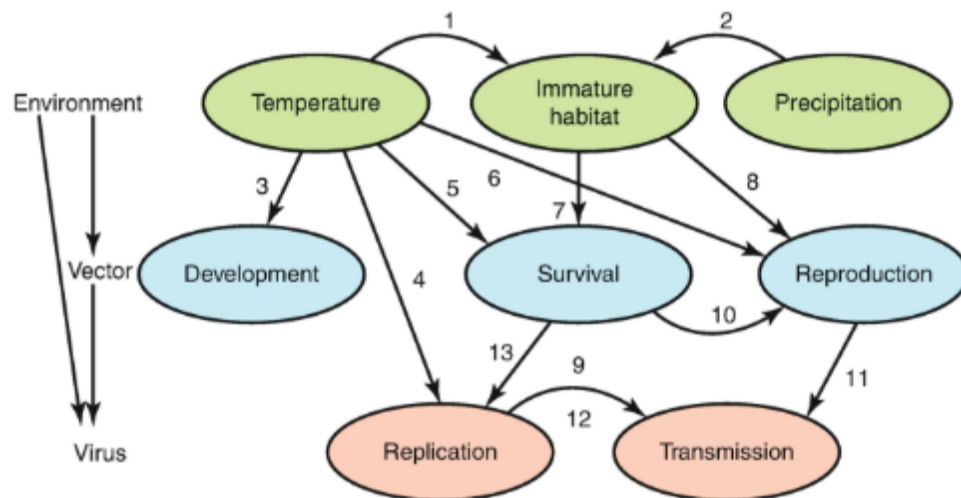 1
2
Environment
Temperature
Immature
habitat
Precipitation
3
5
6
7
8
Vector
Development
4
Survival
Reproduction
10
13
9
11
12
Virus
Replication
Transmission